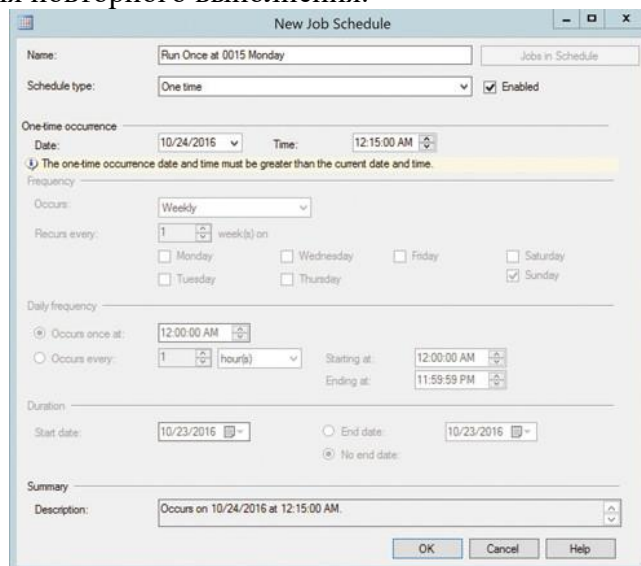 повторного выполнения.
New Job Schedule
Name: Run Once at 0015 Monday Jobs in Schedule
Schedule type: One time Enabled
One-time occurrence
Date: 10/24/2016 Time: 12:15:00 AM
The one-time occurrence date and time must be greater than the current date and time.
Frequency
Occurs: Weekly
Recurs every: 1 week(s) on
Monday Wednesday Friday Saturday
Tuesday Thursday Sunday
Daily frequency
Occurs once at: 12:00:00 AM
Occurs every: 1 hour(s) Starting at: 12:00:00 AM
Ending at: 11:59:59 PM
Duration
Start date: 10/23/2016 End date: 10/23/2016
No end date:
Summary
Description: Occurs on 10/24/2016 at 12:15:00 AM.
OK Cancel Help